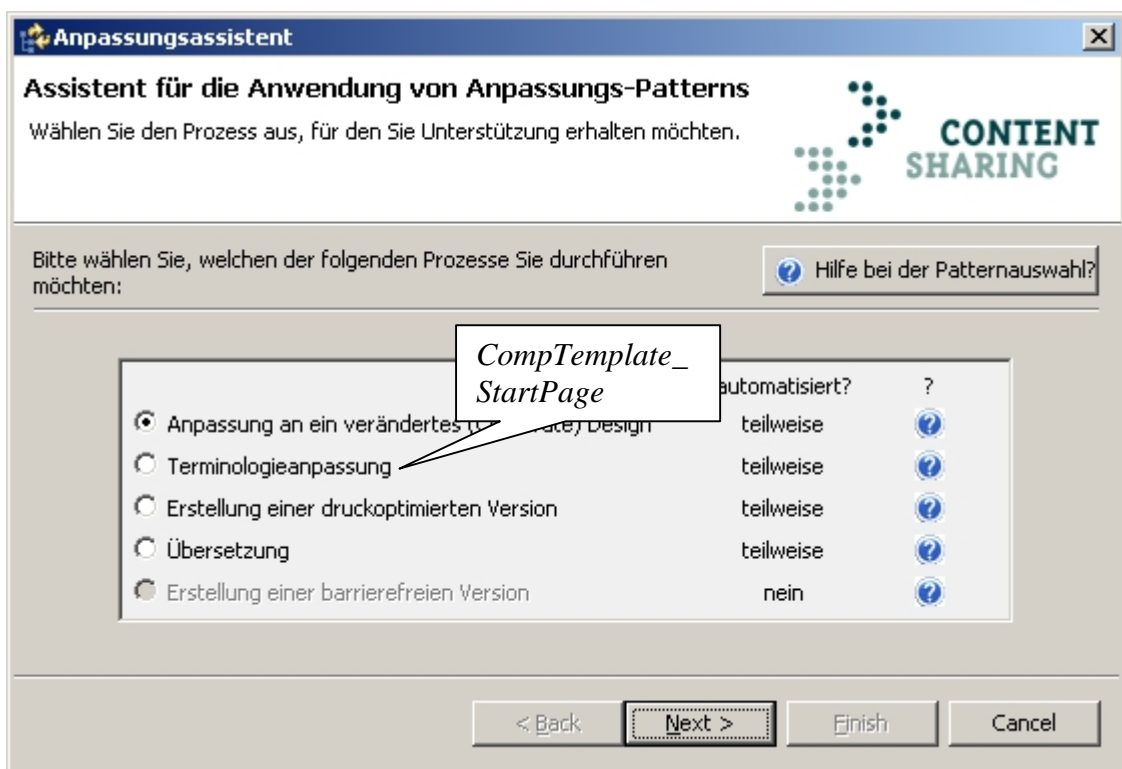 Anpassungsassistent
Assistent für die Anwendung von Anpassungs-Patterns
Wählen Sie den Prozess aus, für den Sie Unterstützung erhalten möchten.
CONTENT
SHARING
Bitte wählen Sie, welchen der folgenden Prozesse Sie durchführen
möchten:
Hilfe bei der Patternauswahl?
CompTemplate_
StartPage
automatisiert? ?
Anpassung an ein verändertes Design teilweise
Terminologieanpassung teilweise
Erstellung einer druckoptimierten Version teilweise
Übersetzung teilweise
Erstellung einer barrierefreien Version nein
< Back Next > Finish Cancel